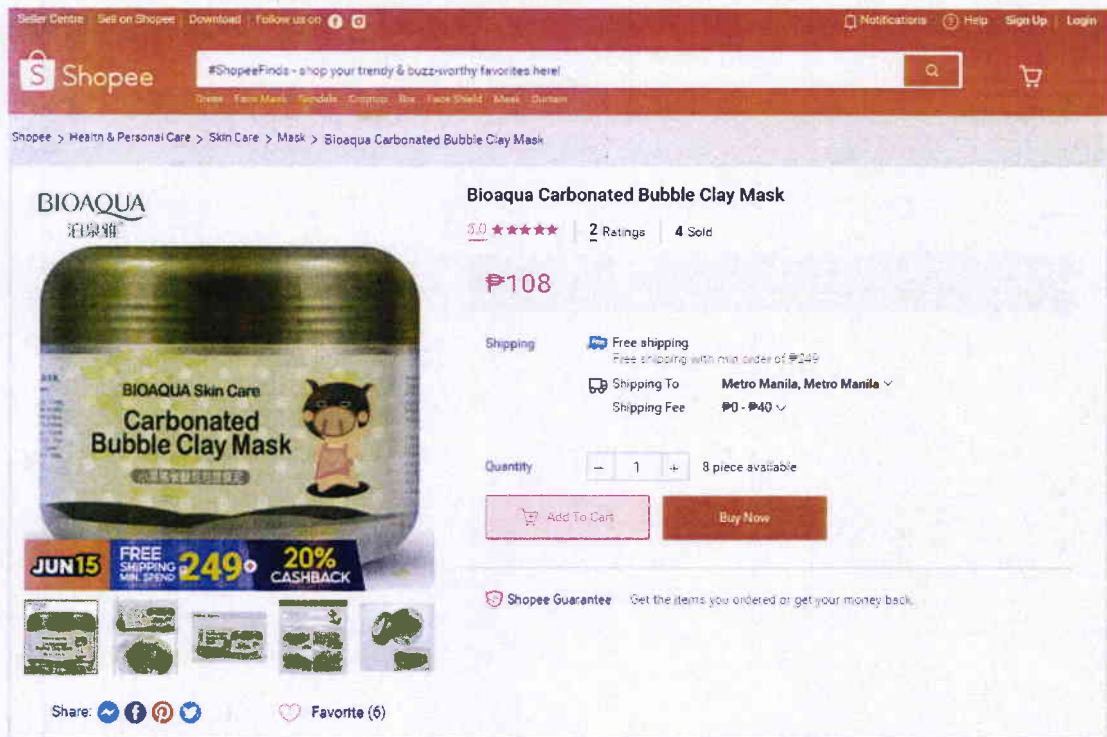 Seller Centre | Sell on Shopee | Download | Follow us on
Notifications Help Sign Up | Login
Shopee
#ShopeeFinds - shop your trendy & buzz-worthy favorites here!
Dress Face Mask Sandals Croptop Bra Face Shield Mask Curtain
Shopee > Health & Personal Care > Skin Care > Mask > Bioaqua Carbonated Bubble Clay Mask
BIOAQUA
泊泉雅
BIOAQUA Skin Care
Carbonated
Bubble Clay Mask
JUN15
FREE SHIPPING MIN. SPEND ₱249
20% CASHBACK
Share:
Favorite (6)
Bioaqua Carbonated Bubble Clay Mask
5.0 ★★★★★ | 2 Ratings | 4 Sold
₱108
Shipping
Free shipping
Free shipping with min order of ₱249
Shipping To Metro Manila, Metro Manila
Shipping Fee ₱0 - ₱40
Quantity − 1 + 8 piece available
Add To Cart
Buy Now
Shopee Guarantee Get the items you ordered or get your money back.